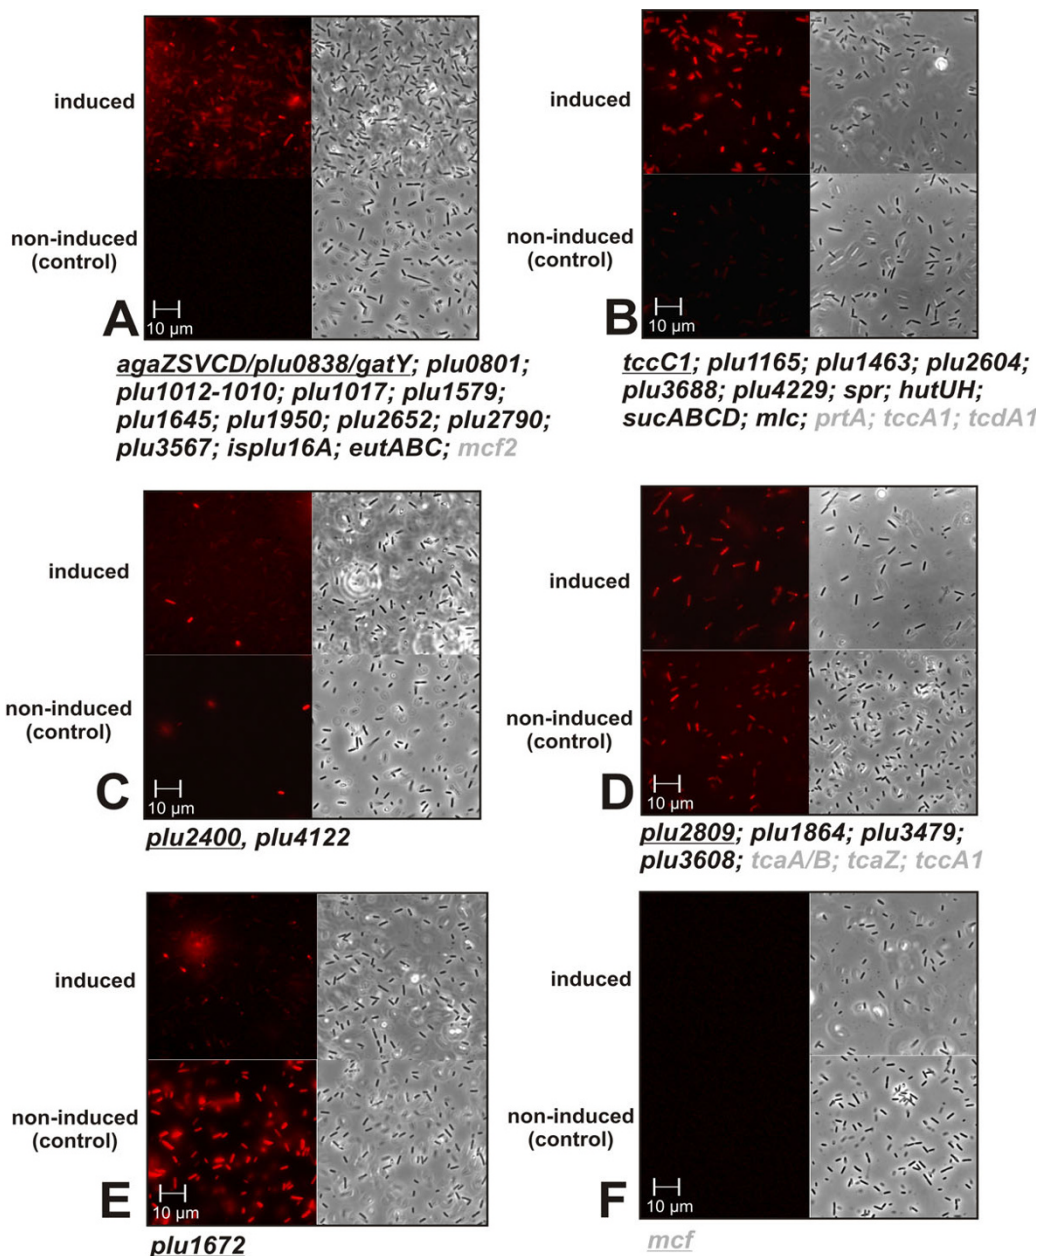 induced
non-induced
(control)
10 µm
A
agaZSVCD/plu0838/gatY; plu0801;
plu1012-1010; plu1017; plu1579;
plu1645; plu1950; plu2652; plu2790;
plu3567; isplu16A; eutABC; mcf2
induced
non-induced
(control)
10 µm
B
tccC1; plu1165; plu1463; plu2604;
plu3688; plu4229; spr; hutUH;
sucABCD; mlc; prtA; tccA1; tcdA1
induced
non-induced
(control)
10 µm
C
plu2400, plu4122
induced
non-induced
(control)
10 µm
D
plu2809; plu1864; plu3479;
plu3608; tcaA/B; tcaZ; tccA1
induced
non-induced
(control)
10 µm
E
plu1672
induced
non-induced
(control)
10 µm
F
mcf